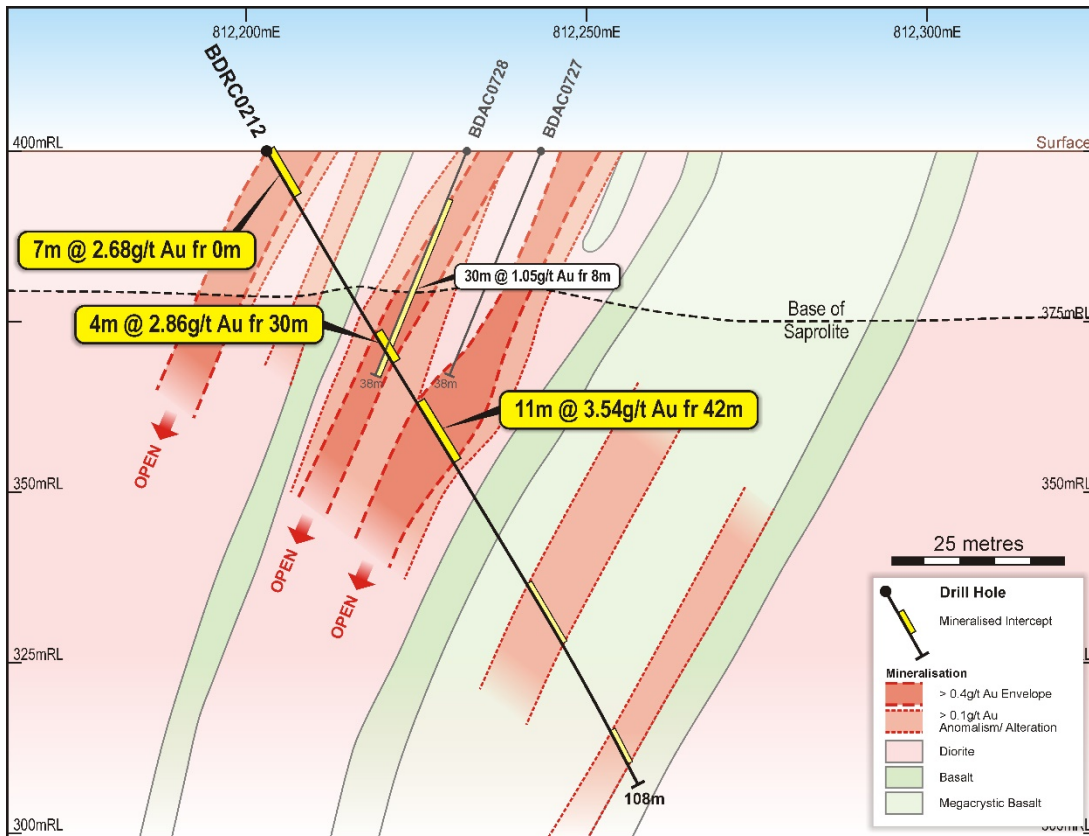 812,200mE
812,250mE
812,300mE
BDRC0212
BDAC0728
BDAC0727
400mRL
Surface
7m @ 2.68g/t Au fr 0m
30m @ 1.05g/t Au fr 8m
4m @ 2.86g/t Au fr 30m
Base of
Saprolite
375mRL
38m
38m
11m @ 3.54g/t Au fr 42m
OPEN
OPEN
OPEN
350mRL
350mRL
25 metres
Drill Hole
Mineralised Intercept
Mineralisation
> 0.4g/t Au Envelope
> 0.1g/t Au
Anomalism/ Alteration
Diorite
Basalt
Megacrystic Basalt
325mRL
108m
300mRL